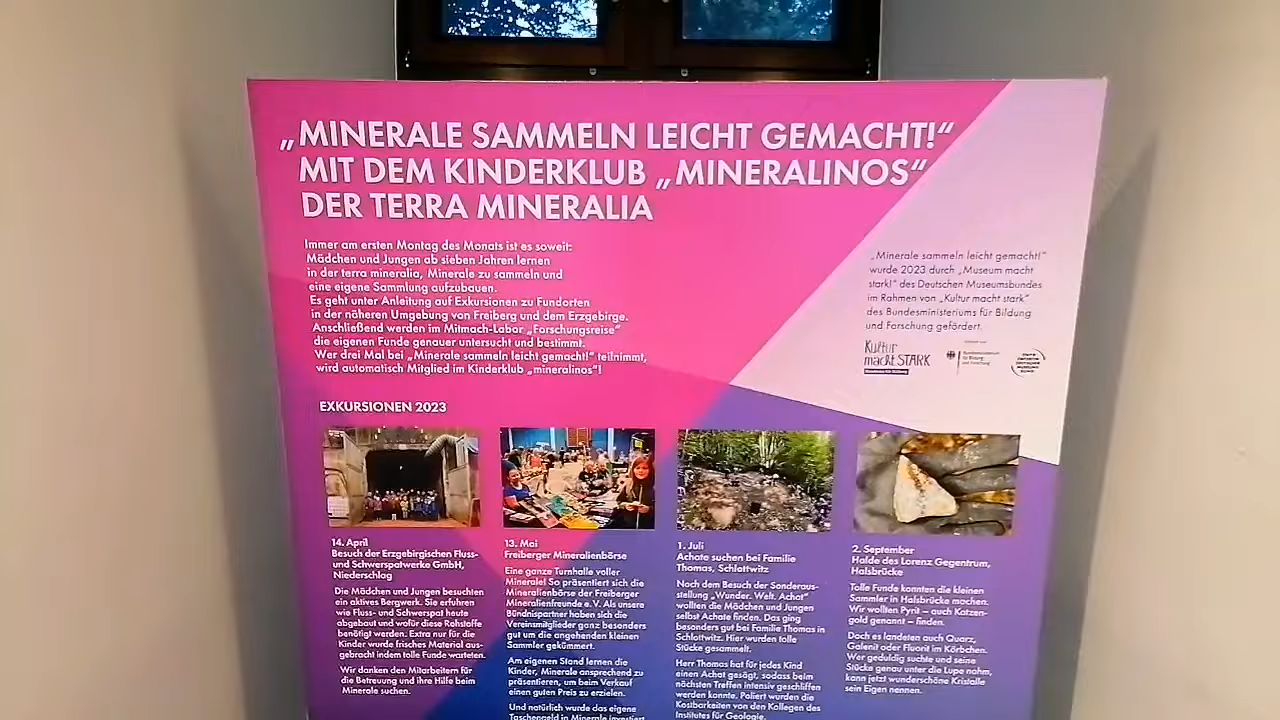 „MINERALE SAMMELN LEICHT GEMACHT!“
MIT DEM KINDERKLUB „MINERALINOS“
DER TERRA MINERALIA
Immer am ersten Montag des Monats ist es soweit:
Mädchen und Jungen ab sieben Jahren lernen
in der terra mineralia, Minerale zu sammeln und
eine eigene Sammlung aufzubauen.
Es geht unter Anleitung auf Exkursionen zu Fundorten
in der näheren Umgebung von Freiberg und dem Erzgebirge.
Anschließend werden im Mitmach-Labor „Forschungsreise“
die eigenen Funde genauer untersucht und bestimmt.
Wer drei Mal bei „Minerale sammeln leicht gemacht!“ teilnimmt,
wird automatisch Mitglied im Kinderklub „mineralinos“!
„Minerale sammeln leicht gemacht!“
wurde 2023 durch „Museum macht
stark!“ des Deutschen Museumsbundes
im Rahmen von „Kultur macht stark“
des Bundesministeriums für Bildung
und Forschung gefördert.
Kultur
macht STARK
Bundesministerium
für Bildung
und Forschung
EXKURSIONEN 2023
14. April
Besuch der Erzgebirgischen Fluss-
und Schwerspatwerke GmbH,
Niederschlag
Die Mädchen und Jungen besuchten
ein aktives Bergwerk. Sie erfuhren
wie Fluss- und Schwerspat heute
abgebaut und wofür diese Rohstoffe
benötigt werden. Extra nur für die
Kinder wurde frisches Material aus-
gebracht indem tolle Funde warteten.
Wir danken den Mitarbeitern für
die Betreuung und ihre Hilfe beim
Minerale suchen.
13. Mai
Freiberger Mineralienbörse
Eine ganze Turnhalle voller
Minerale! So präsentiert sich die
Mineralienbörse der Freiberger
Mineralienfreunde e. V. Als unsere
Bündnispartner haben sich die
Vereinsmitglieder ganz besonders
gut um die angehenden kleinen
Sammler gekümmert.
Am eigenen Stand lernen die
Kinder, Minerale ansprechend zu
präsentieren, um beim Verkauf
einen guten Preis zu erzielen.
Und natürlich wurde das eigene
Taschengeld in Minerale investiert
1. Juli
Achate suchen bei Familie
Thomas, Schlottwitz
Nach dem Besuch der Sonderaus-
stellung „Wunder. Welt. Achat“
wollten die Mädchen und Jungen
selbst Achate finden. Das ging
besonders gut bei Familie Thomas in
Schlottwitz. Hier wurden tolle
Stücke gesammelt.
Herr Thomas hat für jedes Kind
einen Achat gesägt, sodass beim
nächsten Treffen intensiv geschliffen
werden konnte. Poliert wurden die
Kostbarkeiten von den Kollegen des
Institutes für Geologie.
2. September
Halde des Lorenz Gegentrum,
Halsbrücke
Tolle Funde konnten die kleinen
Sammler in Halsbrücke machen.
Wir wollten Pyrit – auch Katzen-
gold genannt – finden.
Doch es landeten auch Quarz,
Galenit oder Fluorit im Körbchen.
Wer geduldig suchte und seine
Stücke genau unter die Lupe nahm,
kann jetzt wunderschöne Kristalle
sein Eigen nennen.